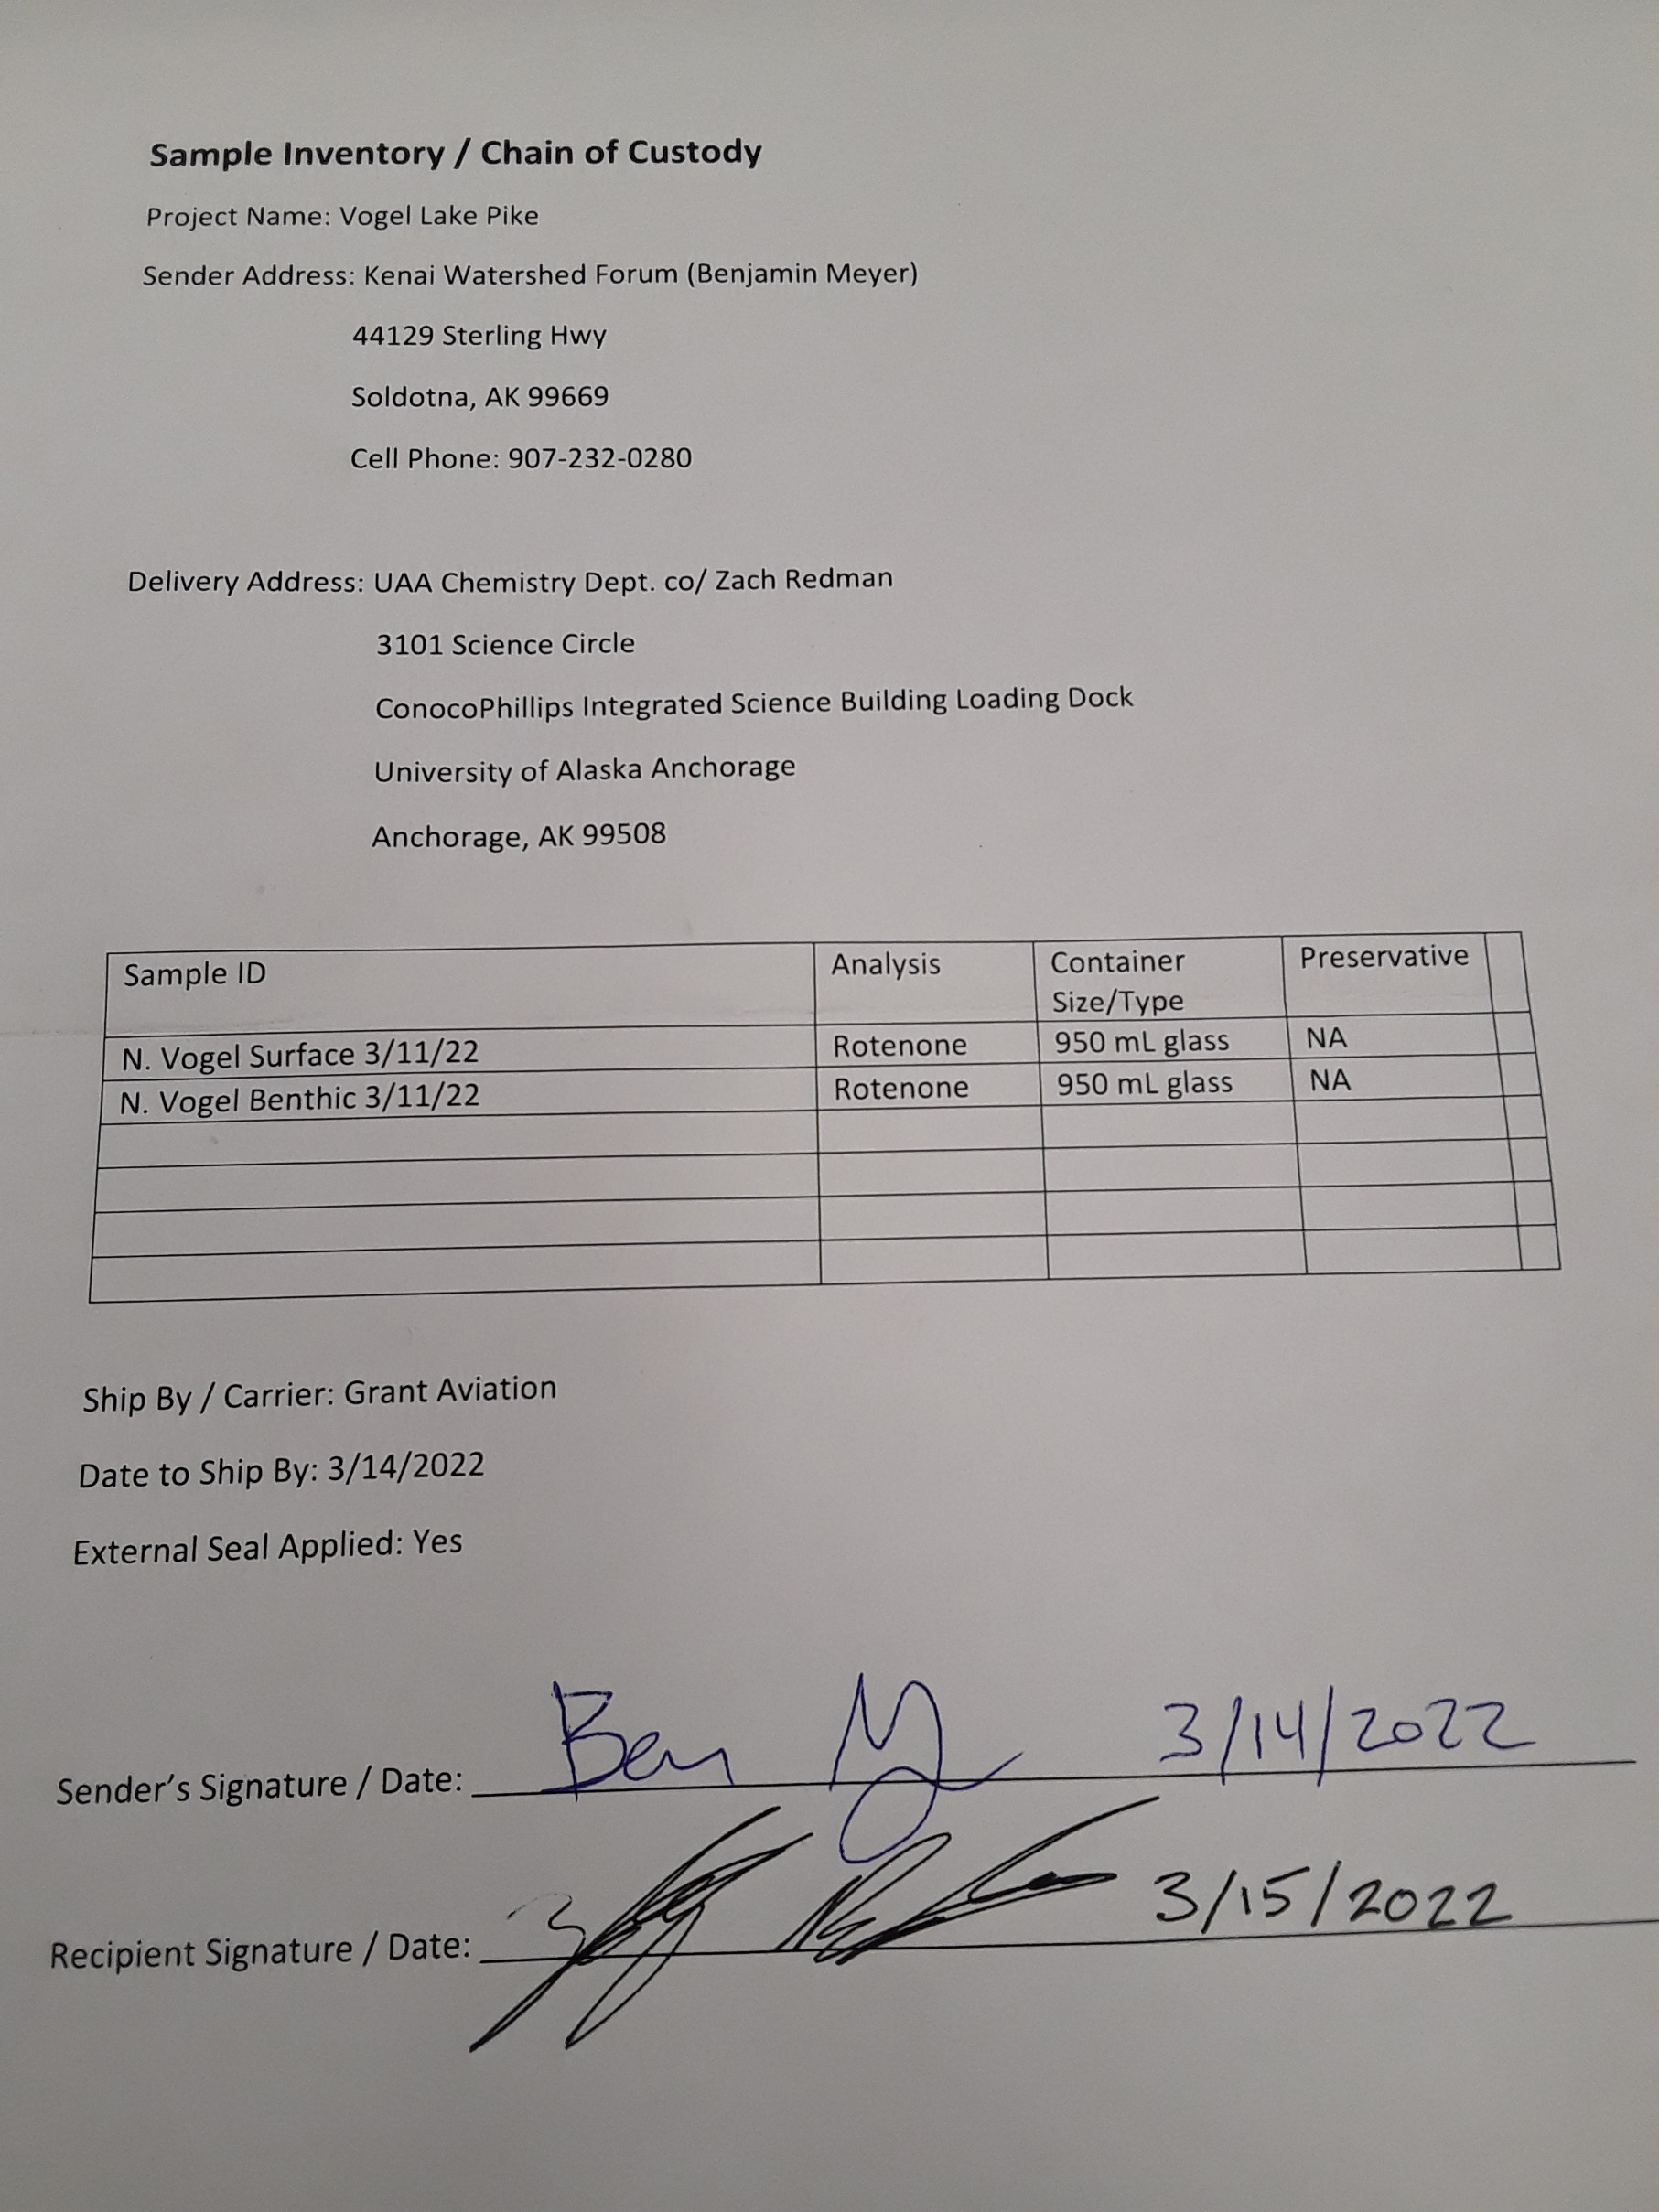 Sample Inventory / Chain of Custody
Project Name: Vogel Lake Pike
Sender Address: Kenai Watershed Forum (Benjamin Meyer)
44129 Sterling Hwy
Soldotna, AK 99669
Cell Phone: 907-232-0280
Delivery Address: UAA Chemistry Dept. co/ Zach Redman
3101 Science Circle
ConocoPhillips Integrated Science Building Loading Dock
University of Alaska Anchorage
Anchorage, AK 99508
Sample ID Analysis Container Size/Type Preservative
N. Vogel Surface 3/11/22 Rotenone 950 mL glass NA
N. Vogel Benthic 3/11/22 Rotenone 950 mL glass NA
Ship By / Carrier: Grant Aviation
Date to Ship By: 3/14/2022
External Seal Applied: Yes
Sender's Signature / Date: Ben M 3/14/2022
Recipient Signature / Date: 3/15/2022